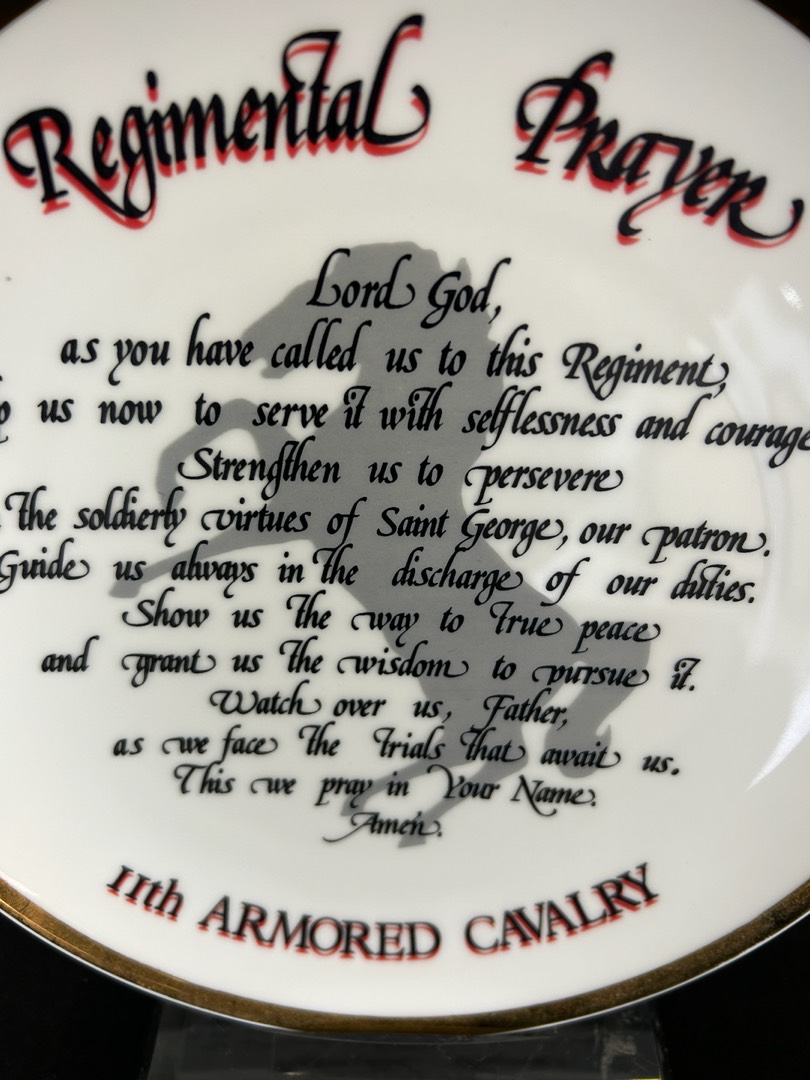 Regimental Prayer
Lord God,
as you have called us to this Regiment,
us now to serve it with selflessness and courage
Strengthen us to persevere
the soldierly virtues of Saint George, our patron.
Guide us always in the discharge of our duties.
Show us the way to true peace
and grant us the wisdom to pursue it.
Watch over us, Father,
as we face the trials that await us.
This we pray in Your Name.
Amen.
11th ARMORED CAVALRY